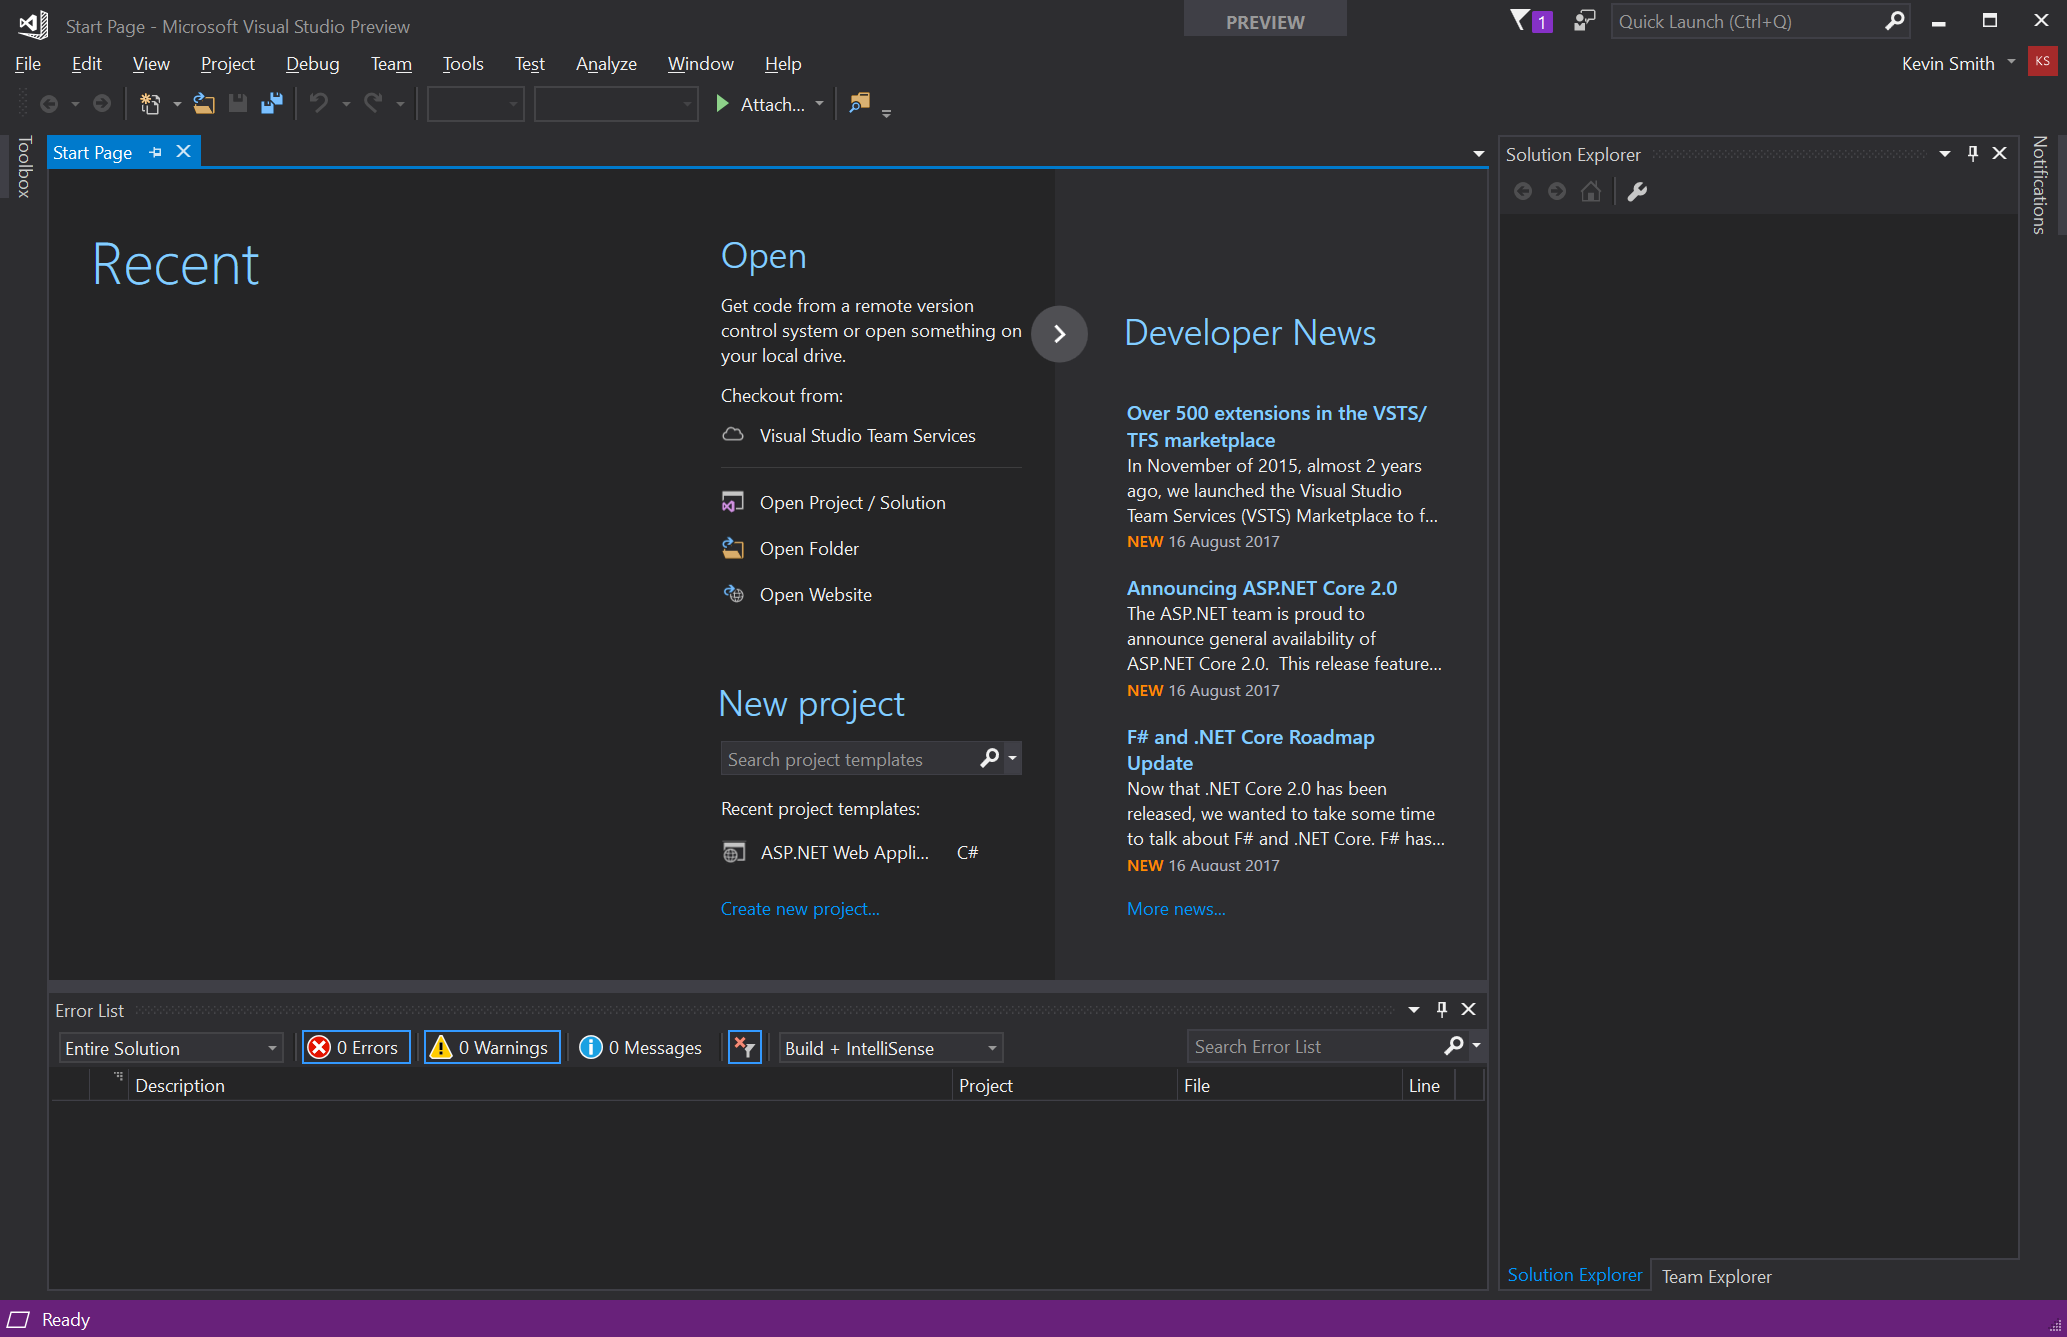 Start Page - Microsoft Visual Studio Preview
PREVIEW
1
Quick Launch (Ctrl+Q)
File Edit View Project Debug Team Tools Test Analyze Window Help
Kevin Smith
KS
Attach...
Toolbox
Start Page
Recent
Open
Get code from a remote version
control system or open something on
your local drive.
Checkout from:
Visual Studio Team Services
Open Project / Solution
Open Folder
Open Website
New project
Search project templates
Recent project templates:
ASP.NET Web Appli... C#
Create new project...
Developer News
Over 500 extensions in the VSTS/
TFS marketplace
In November of 2015, almost 2 years
ago, we launched the Visual Studio
Team Services (VSTS) Marketplace to f...
NEW 16 August 2017
Announcing ASP.NET Core 2.0
The ASP.NET team is proud to
announce general availability of
ASP.NET Core 2.0.  This release feature...
NEW 16 August 2017
F# and .NET Core Roadmap
Update
Now that .NET Core 2.0 has been
released, we wanted to take some time
to talk about F# and .NET Core. F# has...
NEW 16 August 2017
More news...
Solution Explorer
Notifications
Error List
Entire Solution
0 Errors
0 Warnings
0 Messages
Build + IntelliSense
Search Error List
Description Project File Line
Solution Explorer
Team Explorer
Ready